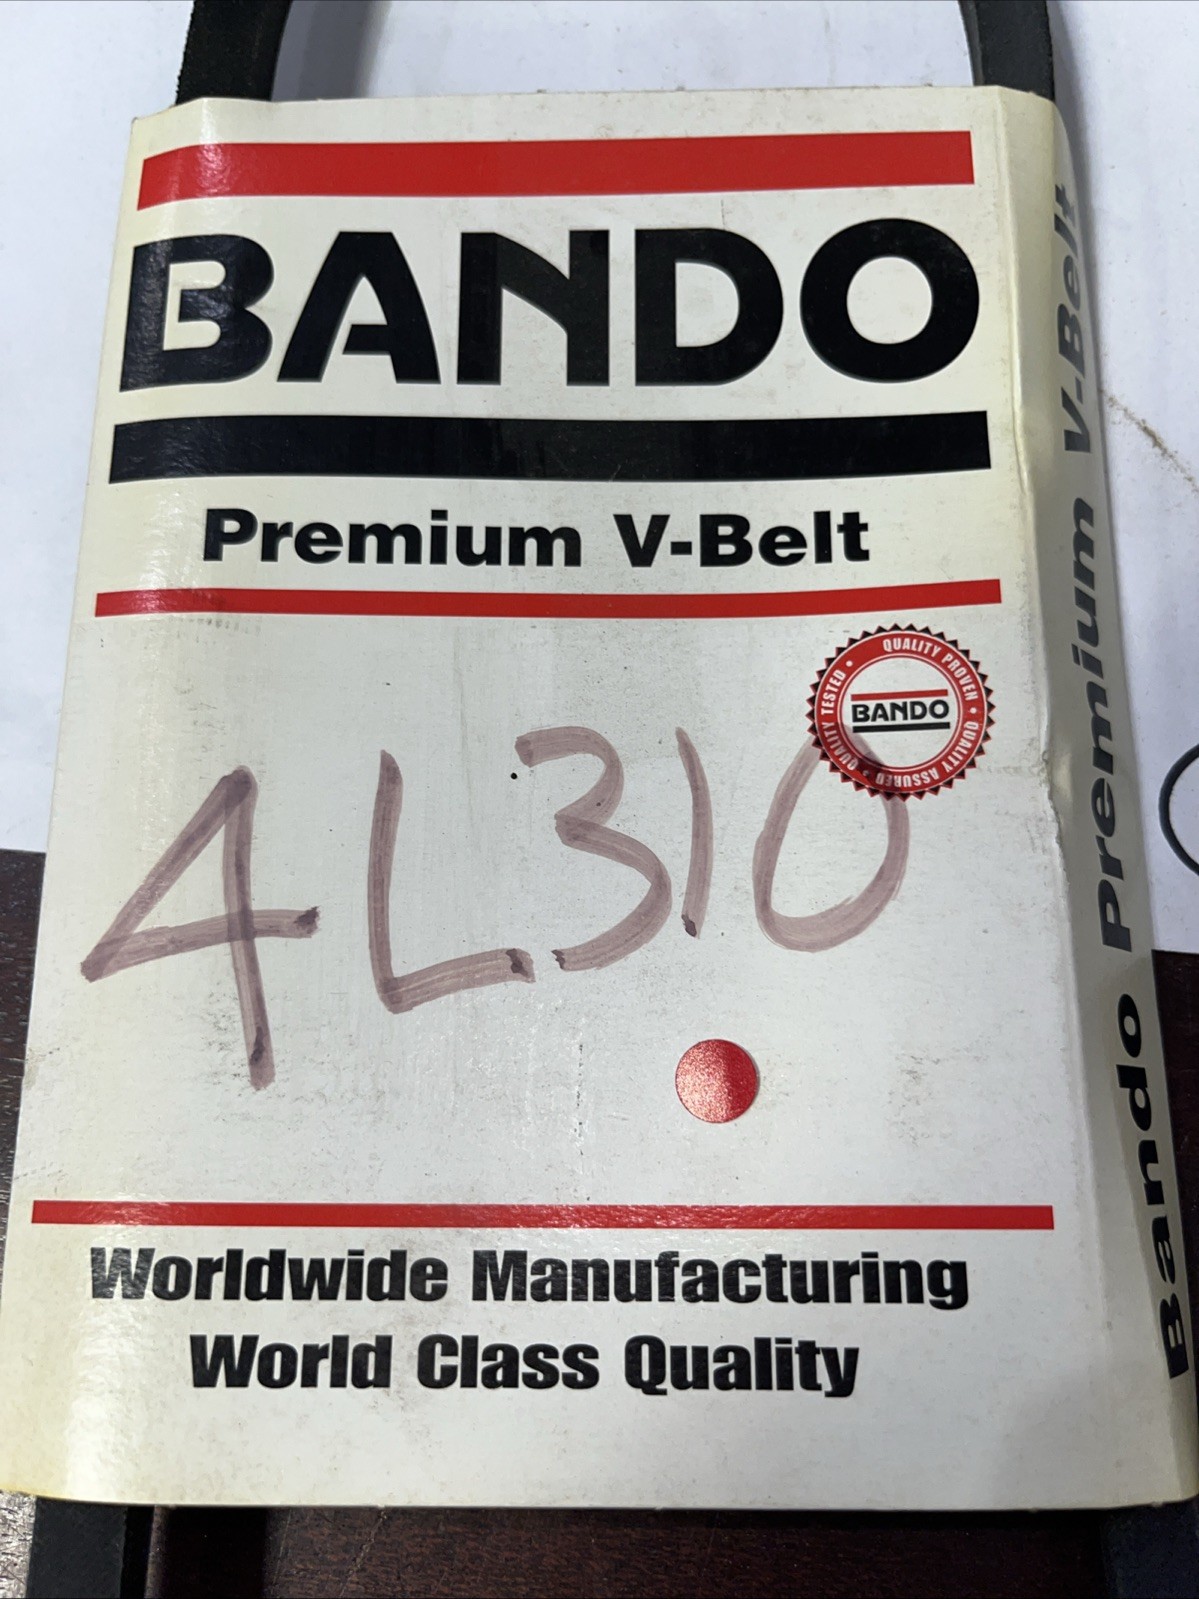 BANDO
Premium V-Belt
QUALITY TESTED • QUALITY PROVEN • QUALITY ASSURED •
BANDO
4L310
Worldwide Manufacturing
World Class Quality
Bando Premium V-Belt